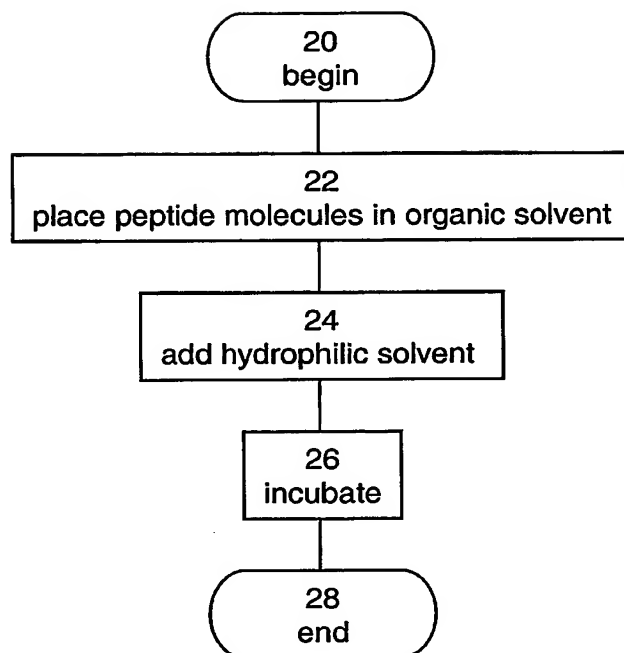 20
begin
22
place peptide molecules in organic solvent
24
add hydrophilic solvent
26
incubate
28
end